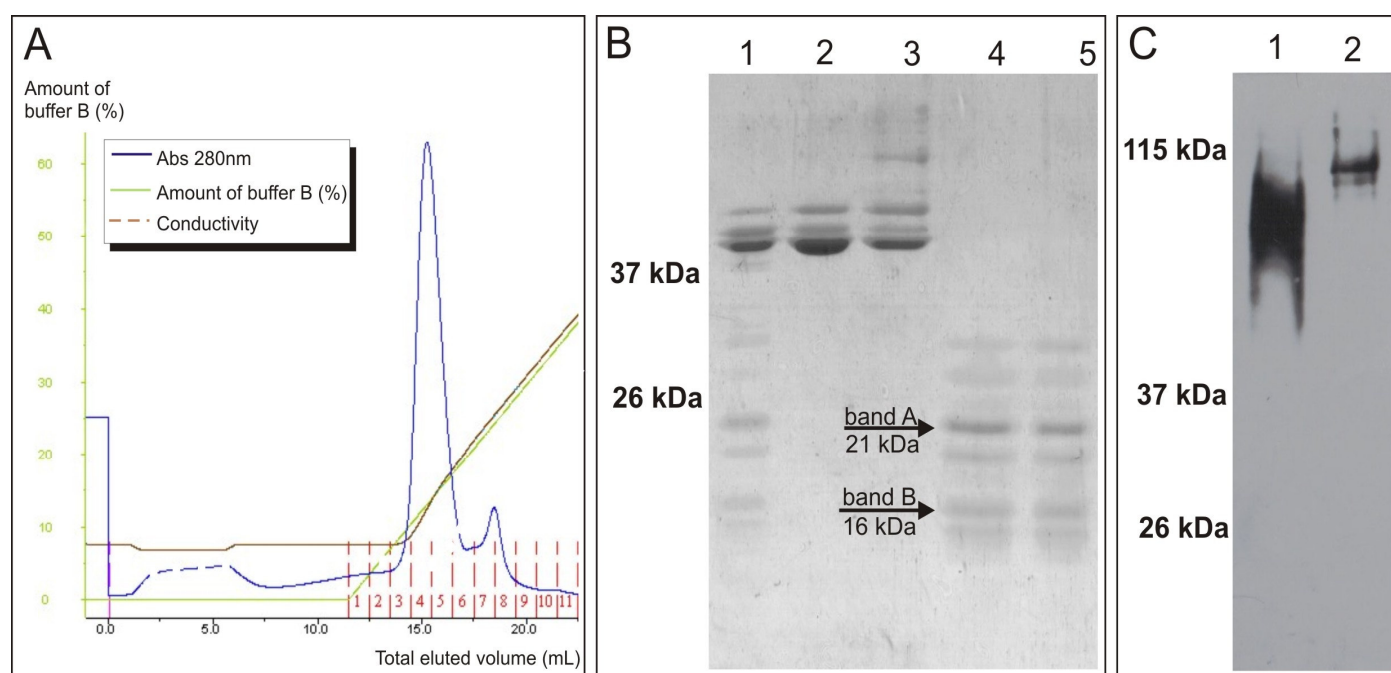 A
Amount of
buffer B (%)
Abs 280nm
Amount of buffer B (%)
Conductivity
60
50
40
30
20
10
0
1 2 3 4 5 6 7 8 9 10 11
0.0 5.0 10.0 15.0 20.0
Total eluted volume (mL)
B
1 2 3 4 5
37 kDa
26 kDa
band A
21 kDa
band B
16 kDa
C
1 2
115 kDa
37 kDa
26 kDa